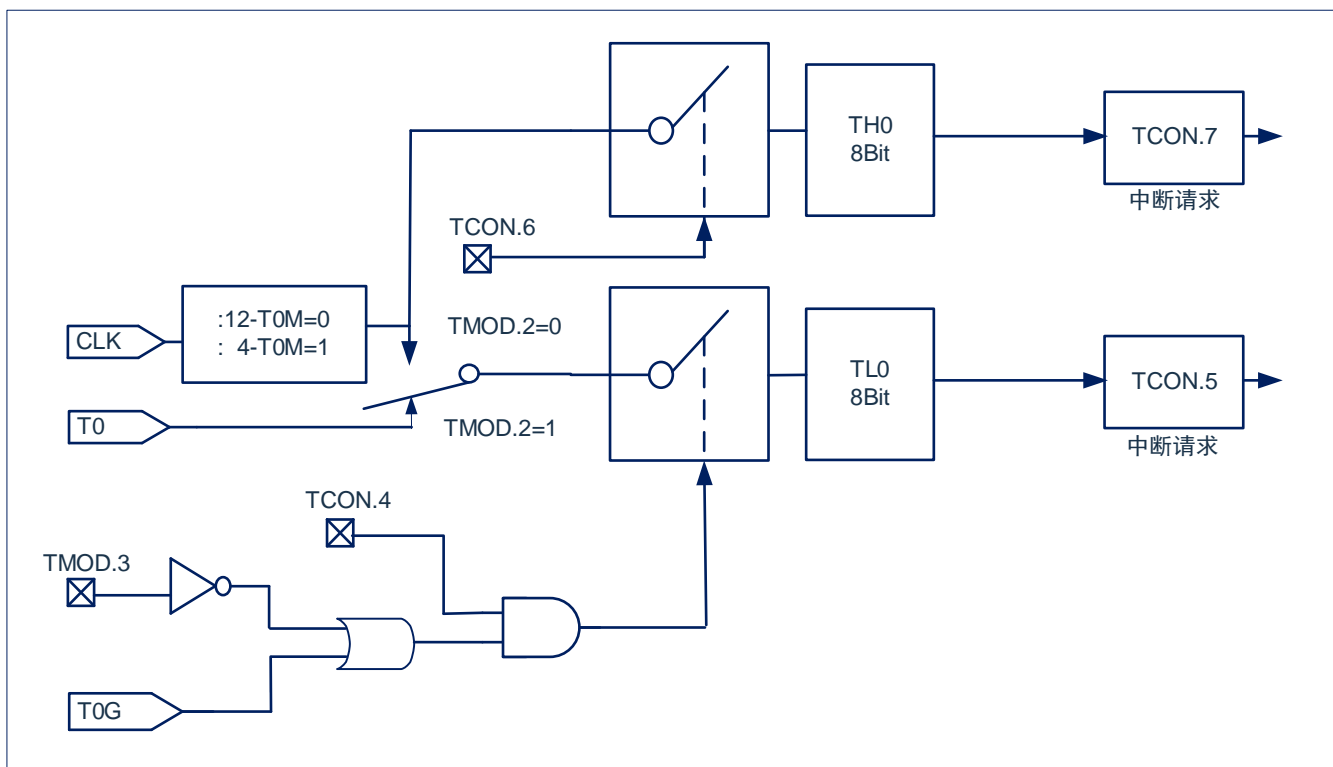 TH0
8Bit
TCON.7
中断请求
TCON.6
:12-T0M=0
: 4-T0M=1
CLK
TMOD.2=0
TL0
8Bit
TCON.5
中断请求
T0
TMOD.2=1
TCON.4
TMOD.3
T0G